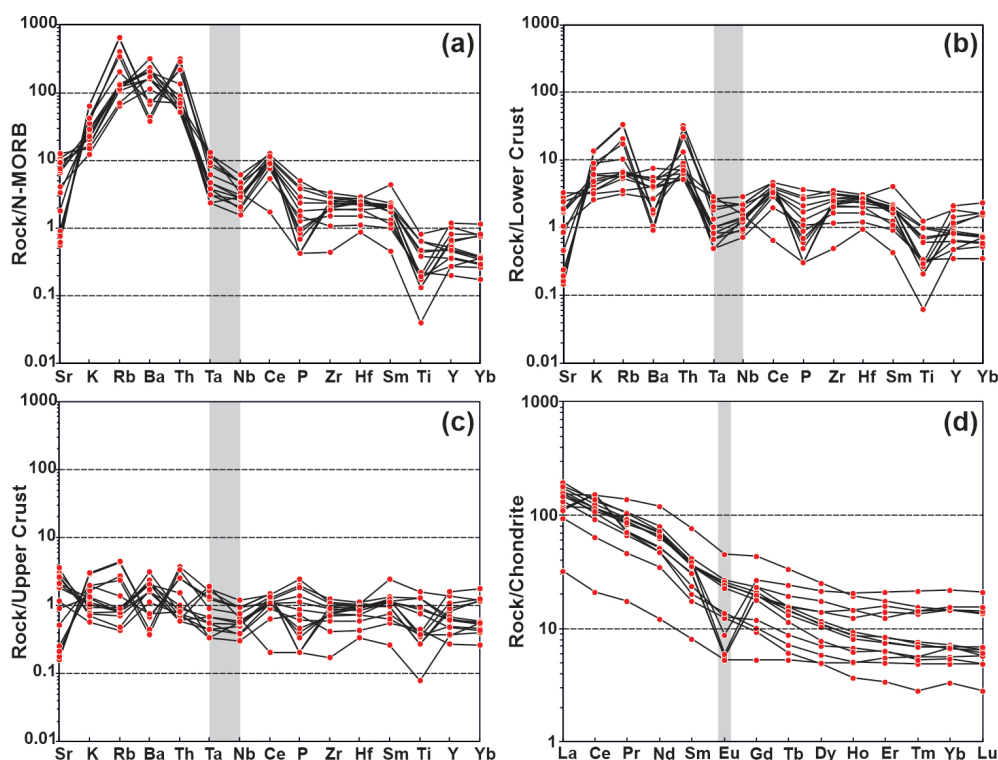 1000
100
10
1
0.1
0.01
Rock/N-MORB
(a)
Sr K Rb Ba Th Ta Nb Ce P Zr Hf Sm Ti Y Yb
1000
100
10
1
0.1
0.01
Rock/Lower Crust
(b)
Sr K Rb Ba Th Ta Nb Ce P Zr Hf Sm Ti Y Yb
1000
100
10
1
0.1
0.01
Rock/Upper Crust
(c)
Sr K Rb Ba Th Ta Nb Ce P Zr Hf Sm Ti Y Yb
1000
100
10
1
Rock/Chondrite
(d)
La Ce Pr Nd Sm Eu Gd Tb Dy Ho Er Tm Yb Lu